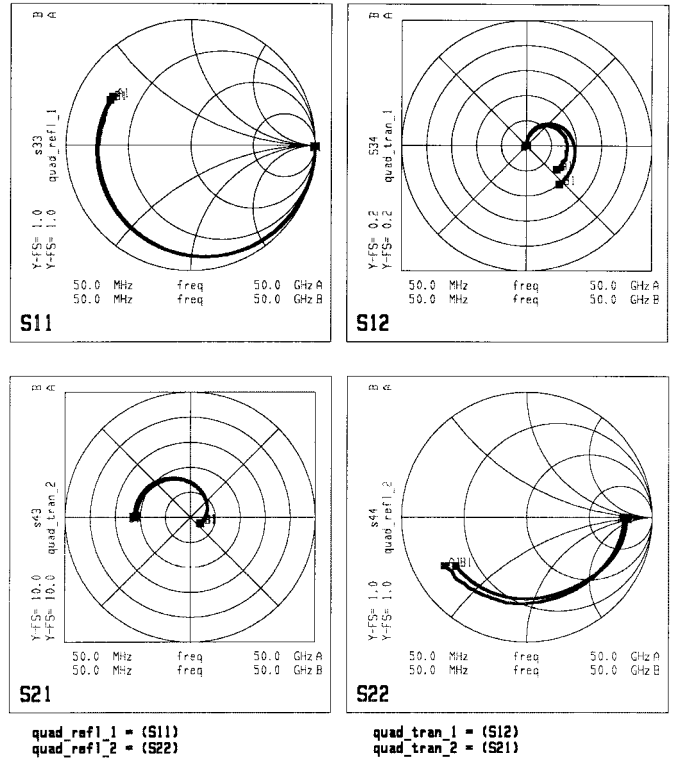 B
A
B
A
s33
quad_refl_1
S34
quad_tran_1
Y-FS= 1.0
Y-FS= 1.0
Y-FS= 0.2
Y-FS= 0.2
50.0 MHz freq 50.0 GHz A
50.0 MHz freq 50.0 GHz B
S11
50.0 MHz freq 50.0 GHz A
50.0 MHz freq 50.0 GHz B
S12
B
A
B
A
s43
quad_tran_2
s44
quad_refl_2
Y-FS= 10.0
Y-FS= 10.0
Y-FS= 1.0
Y-FS= 1.0
50.0 MHz freq 50.0 GHz A
50.0 MHz freq 50.0 GHz B
S21
50.0 MHz freq 50.0 GHz A
50.0 MHz freq 50.0 GHz B
S22
quad_refl_1 = (S11)
quad_refl_2 = (S22)
quad_tran_1 = (S12)
quad_tran_2 = (S21)